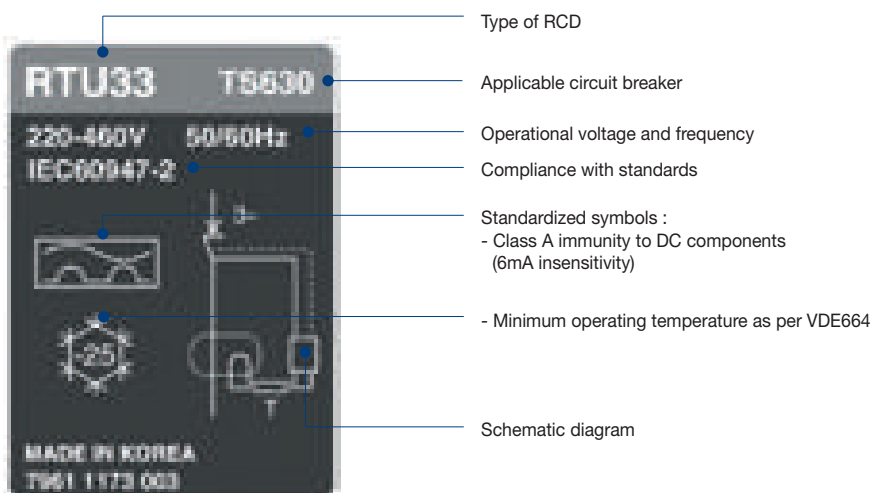 Type of RCD
RTU33 TS630
Applicable circuit breaker
220-460V 50/60Hz
Operational voltage and frequency
IEC60947-2
Compliance with standards
Standardized symbols :
- Class A immunity to DC components
(6mA insensitivity)
- Minimum operating temperature as per VDE664
-25
Schematic diagram
MADE IN KOREA
7961 1173 003